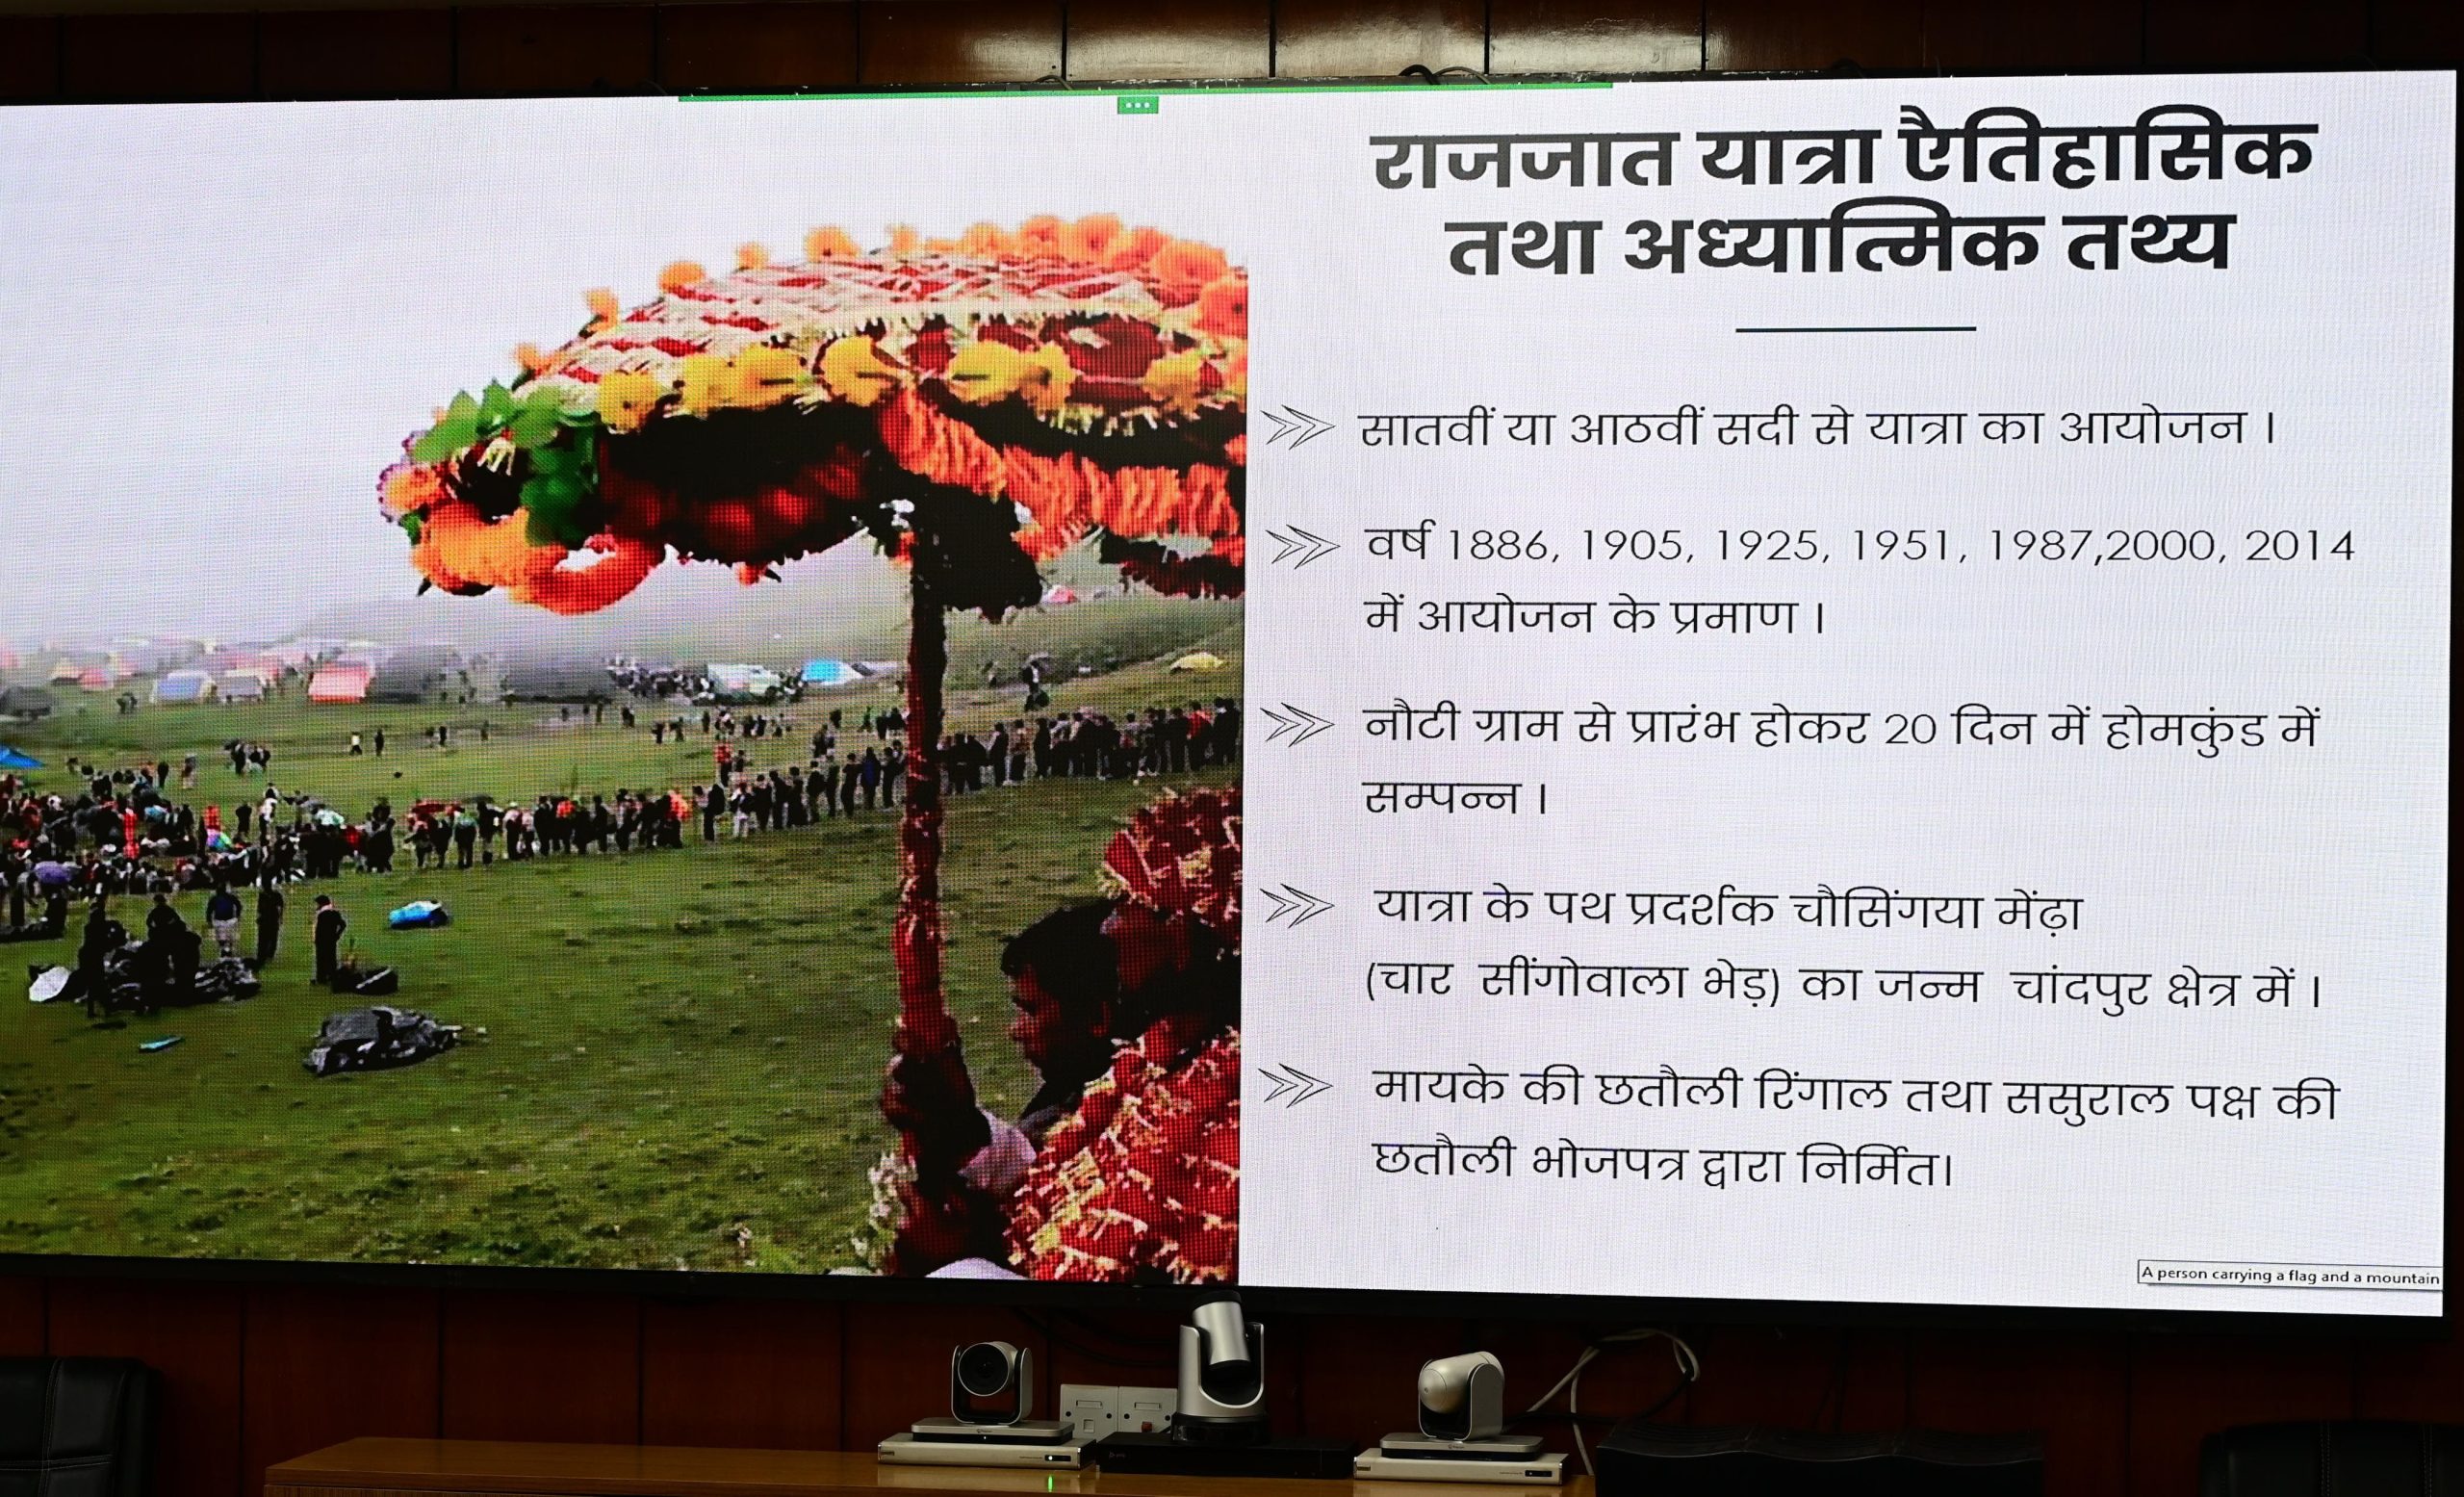 राजजात यात्रा एैतिहासिक
तथा अध्यात्मिक तथ्य
सातवीं या आठवीं सदी से यात्रा का आयोजन ।
वर्ष 1886, 1905, 1925, 1951, 1987,2000, 2014
में आयोजन के प्रमाण ।
नौटी ग्राम से प्रारंभ होकर 20 दिन में होमकुंड में
सम्पन्न ।
यात्रा के पथ प्रदर्शक चौसिंगया मेंढ़ा
(चार सींगोवाला भेड़) का जन्म चांदपुर क्षेत्र में ।
मायके की छतौली रिंगाल तथा ससुराल पक्ष की
छतौली भोजपत्र द्वारा निर्मित।
A person carrying a flag and a mountain